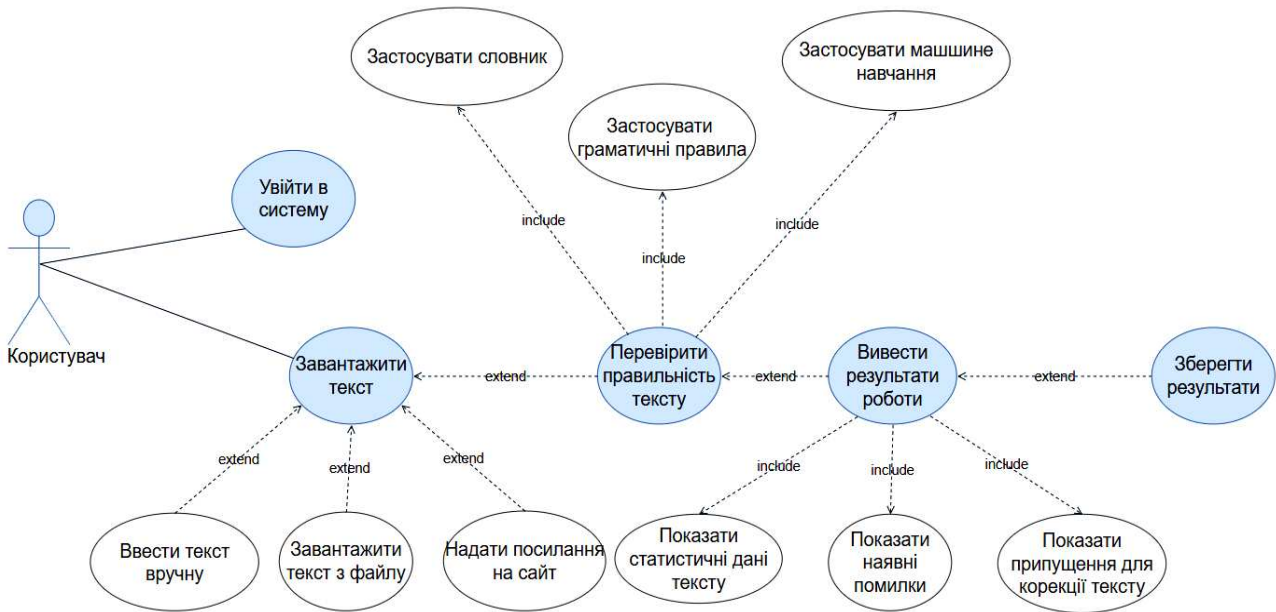 Застосувати словник
Застосувати машшине
навчання
Застосувати
граматичні правила
Увійти в
систему
include
include
include
Користувач
Завантажити
текст
extend
Перевірити
правильність
тексту
extend
Вивести
результати
роботи
extend
Зберегти
результати
extend
extend
extend
include
include
include
Ввести текст
вручну
Завантажити
текст з файлу
Надати посилання
на сайт
Показати
статистичні дані
тексту
Показати
наявні
помилки
Показати
припущення для
корекції тексту